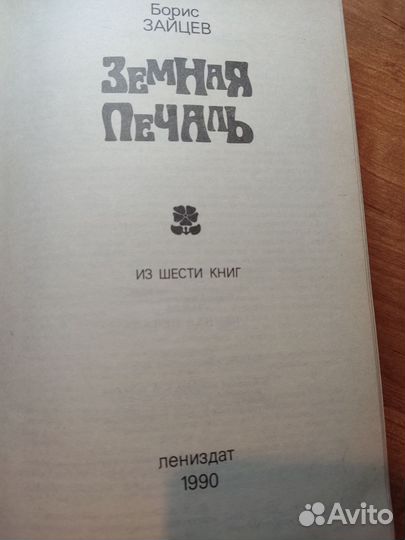 Борис
ЗАЙЦЕВ
ЗЕМНАЯ
ПЕЧАЛЬ
ИЗ ШЕСТИ КНИГ
лениздат
1990
Avito